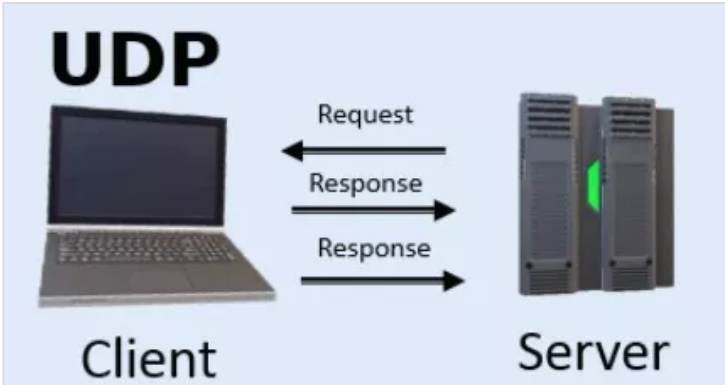 UDP
Request
Response
Response
Client
Server